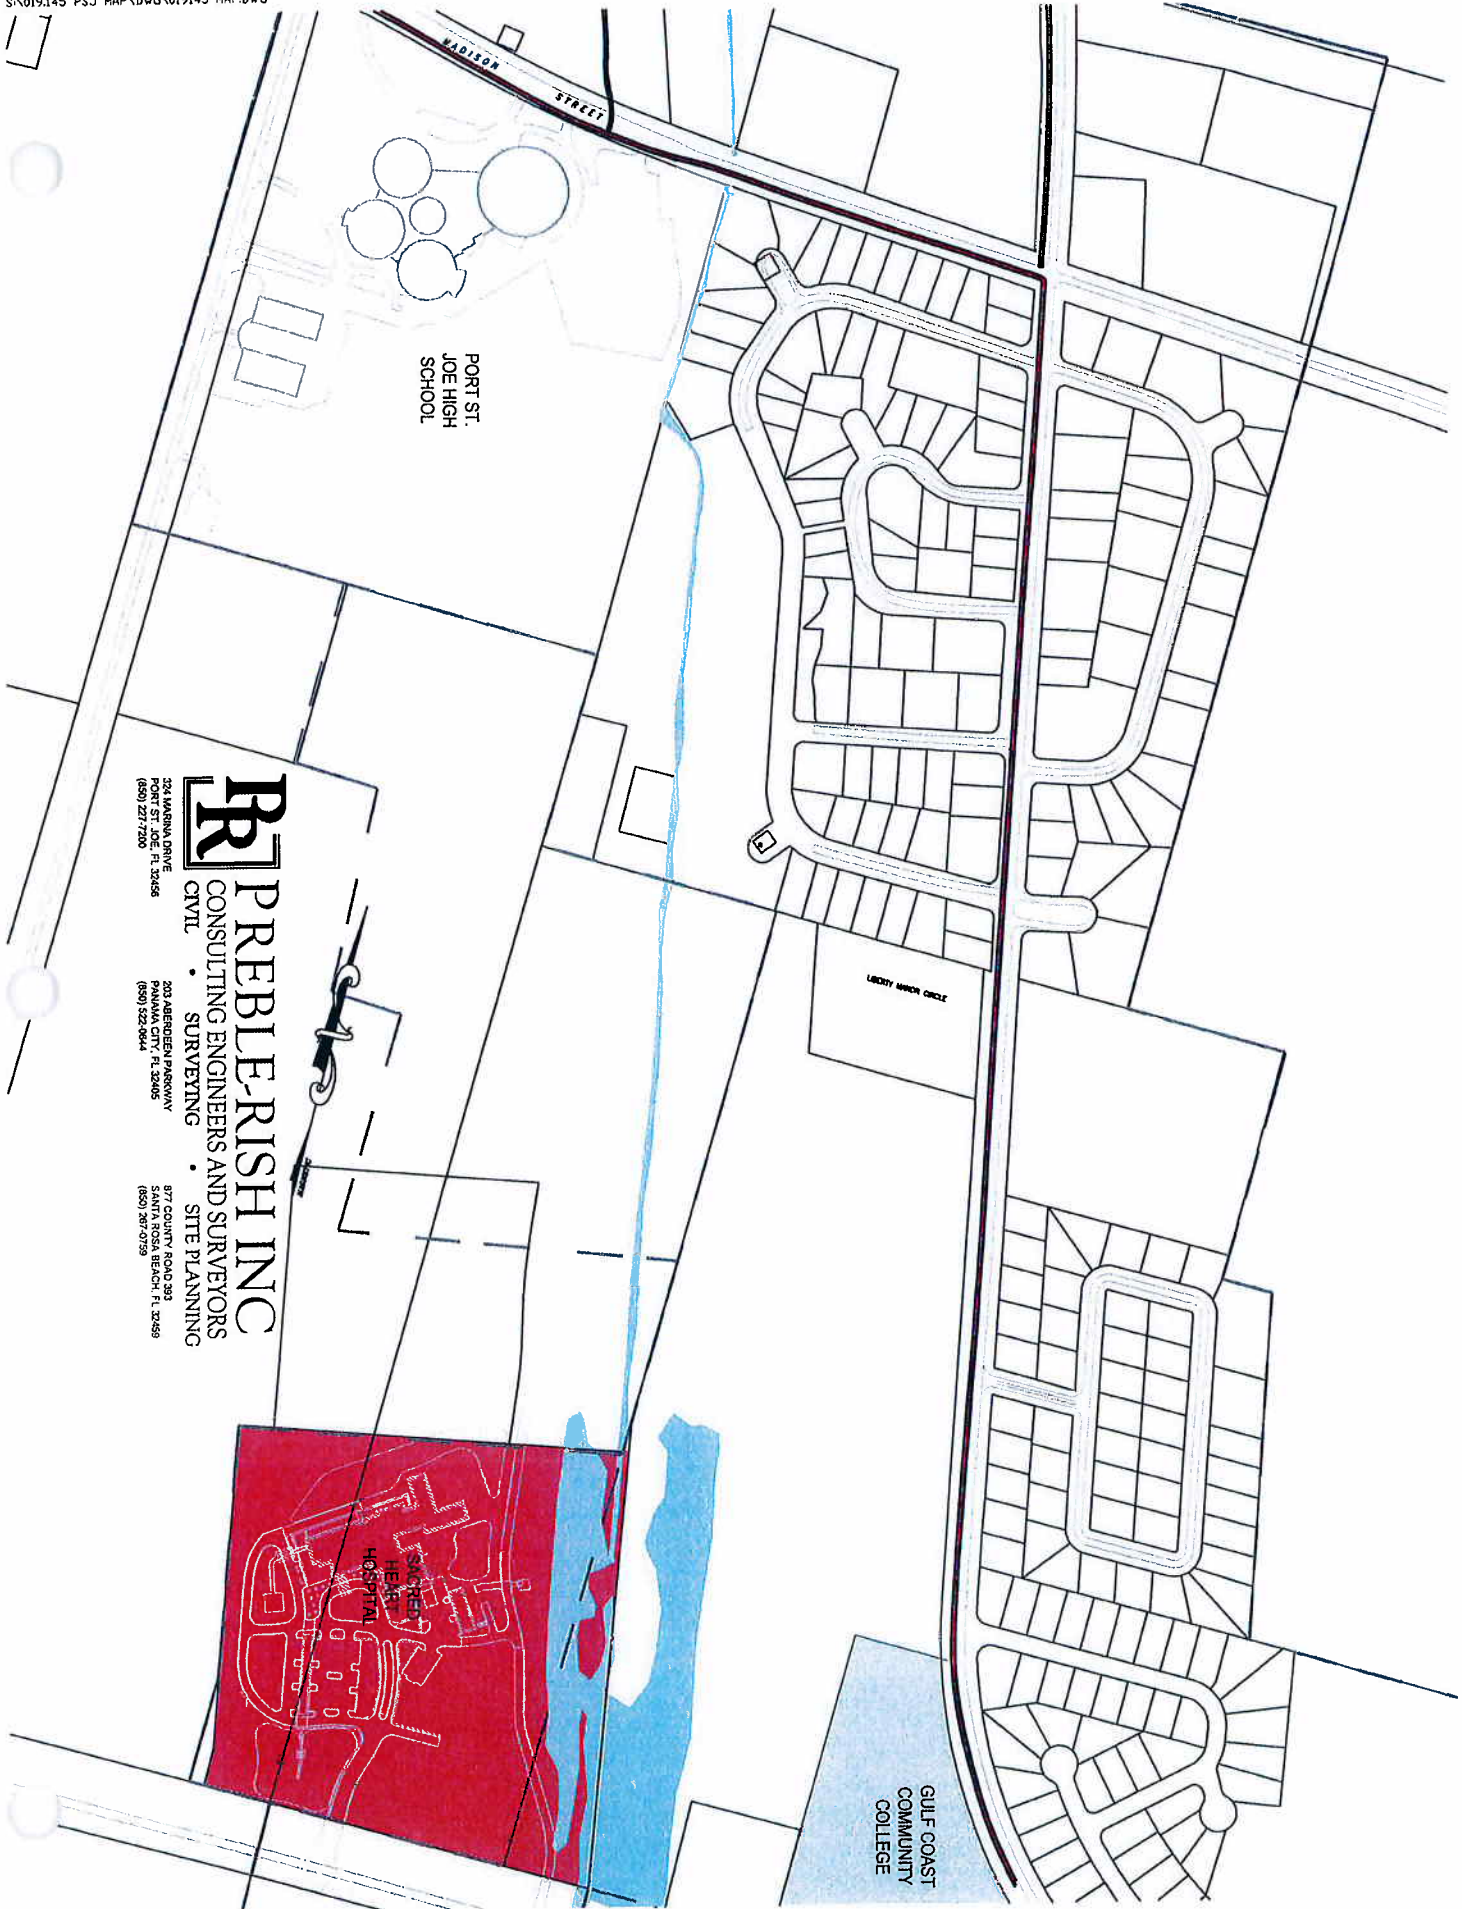 MADISON
STREET
PORT ST.
JOE HIGH
SCHOOL
LIBERTY MANOR CIRCLE
PR
PREBLE-RISH INC
CONSULTING ENGINEERS AND SURVEYORS
CIVIL • SURVEYING • SITE PLANNING
324 MARINA DRIVE
PORT ST. JOE, FL 32456
(850) 227-7200
203 ABERDEEN PARKWAY
PANAMA CITY, FL 32405
(850) 522-0644
877 COUNTY ROAD 393
SANTA ROSA BEACH, FL 32459
(850) 267-0759
SACRED
HEART
HOSPITAL
GULF COAST
COMMUNITY
COLLEGE